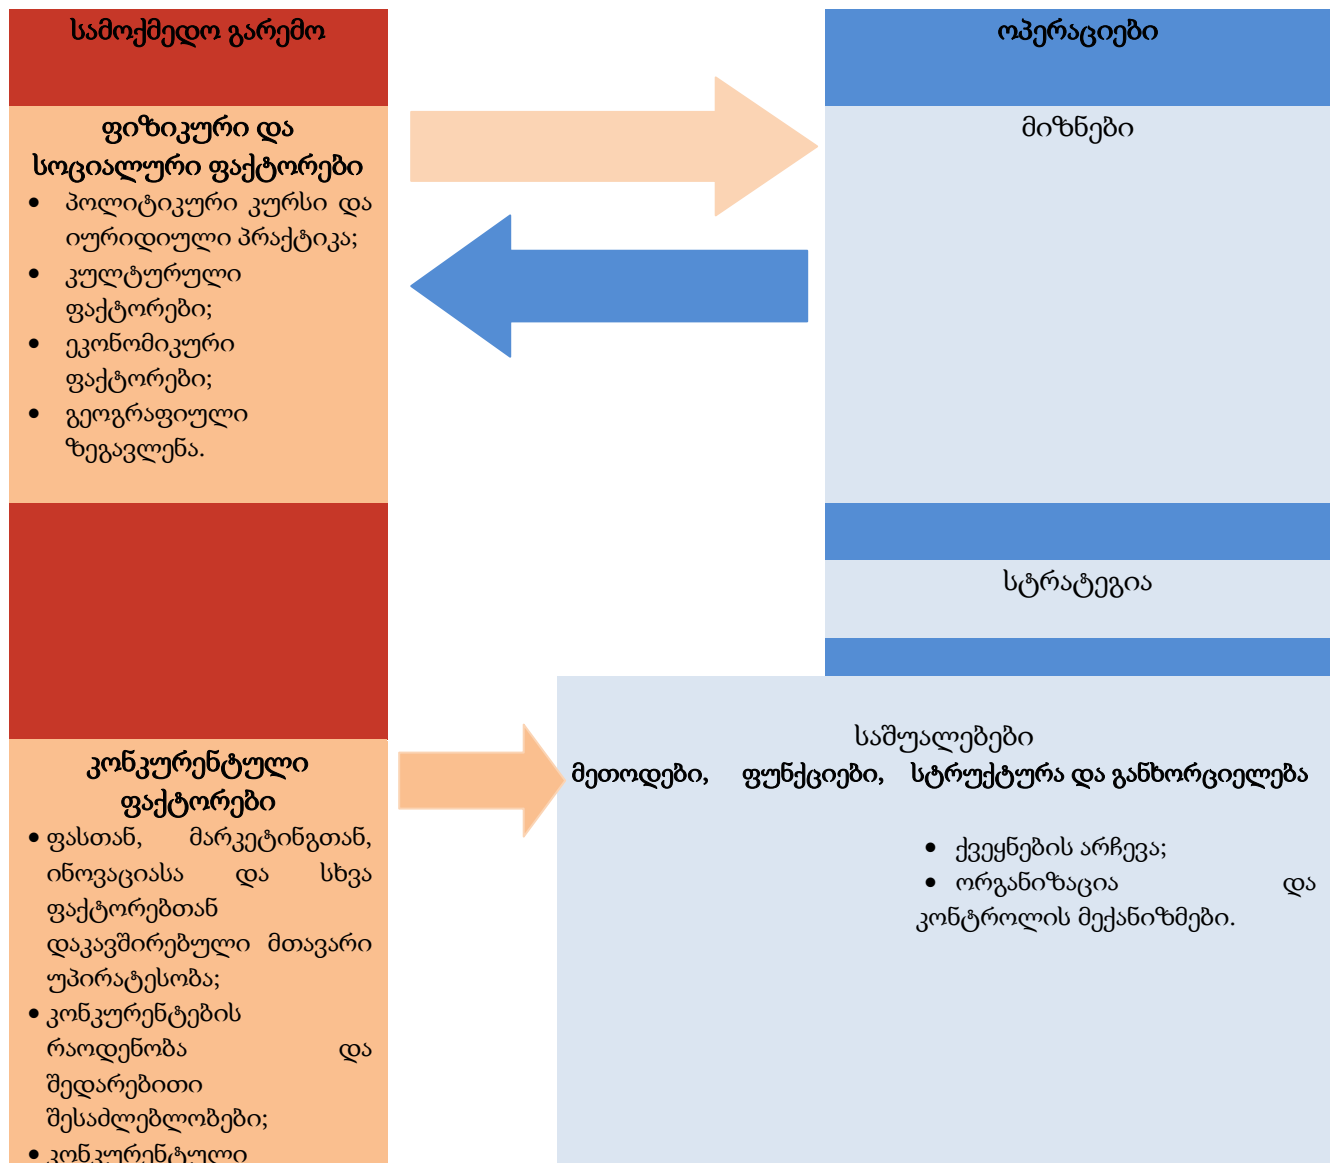 სამოქმედო გარემო
ოპერაციები
ფიზიკური და
სოციალური ფაქტორები
• პოლიტიკური კურსი და
იურიდიული პრაქტიკა;
• კულტურული
ფაქტორები;
• ეკონომიკური
ფაქტორები;
• გეოგრაფიული
ზეგავლენა.
მიზნები
სტრატეგია
საშუალებები
მეთოდები, ფუნქციები, სტრუქტურა და განხორციელება
• ქვეყნების არჩევა;
• ორგანიზაცია და
კონტროლის მექანიზმები.
კონკურენტული
ფაქტორები
• ფასთან, მარკეტინგთან,
ინოვაციასა და სხვა
ფაქტორებთან
დაკავშირებული მთავარი
უპირატესობა;
• კონკურენტების
რაოდენობა და
შედარებითი
შესაძლებლობები;
• კონკურენტული